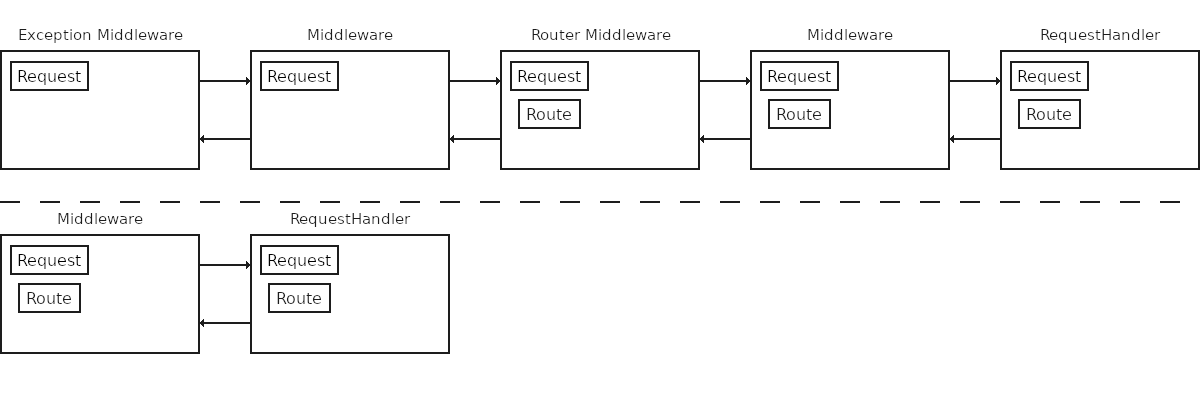 Exception Middleware Middleware Router Middleware Middleware RequestHandler
Request Request Request Request Request
Route Route Route
Middleware RequestHandler
Request Request
Route Route